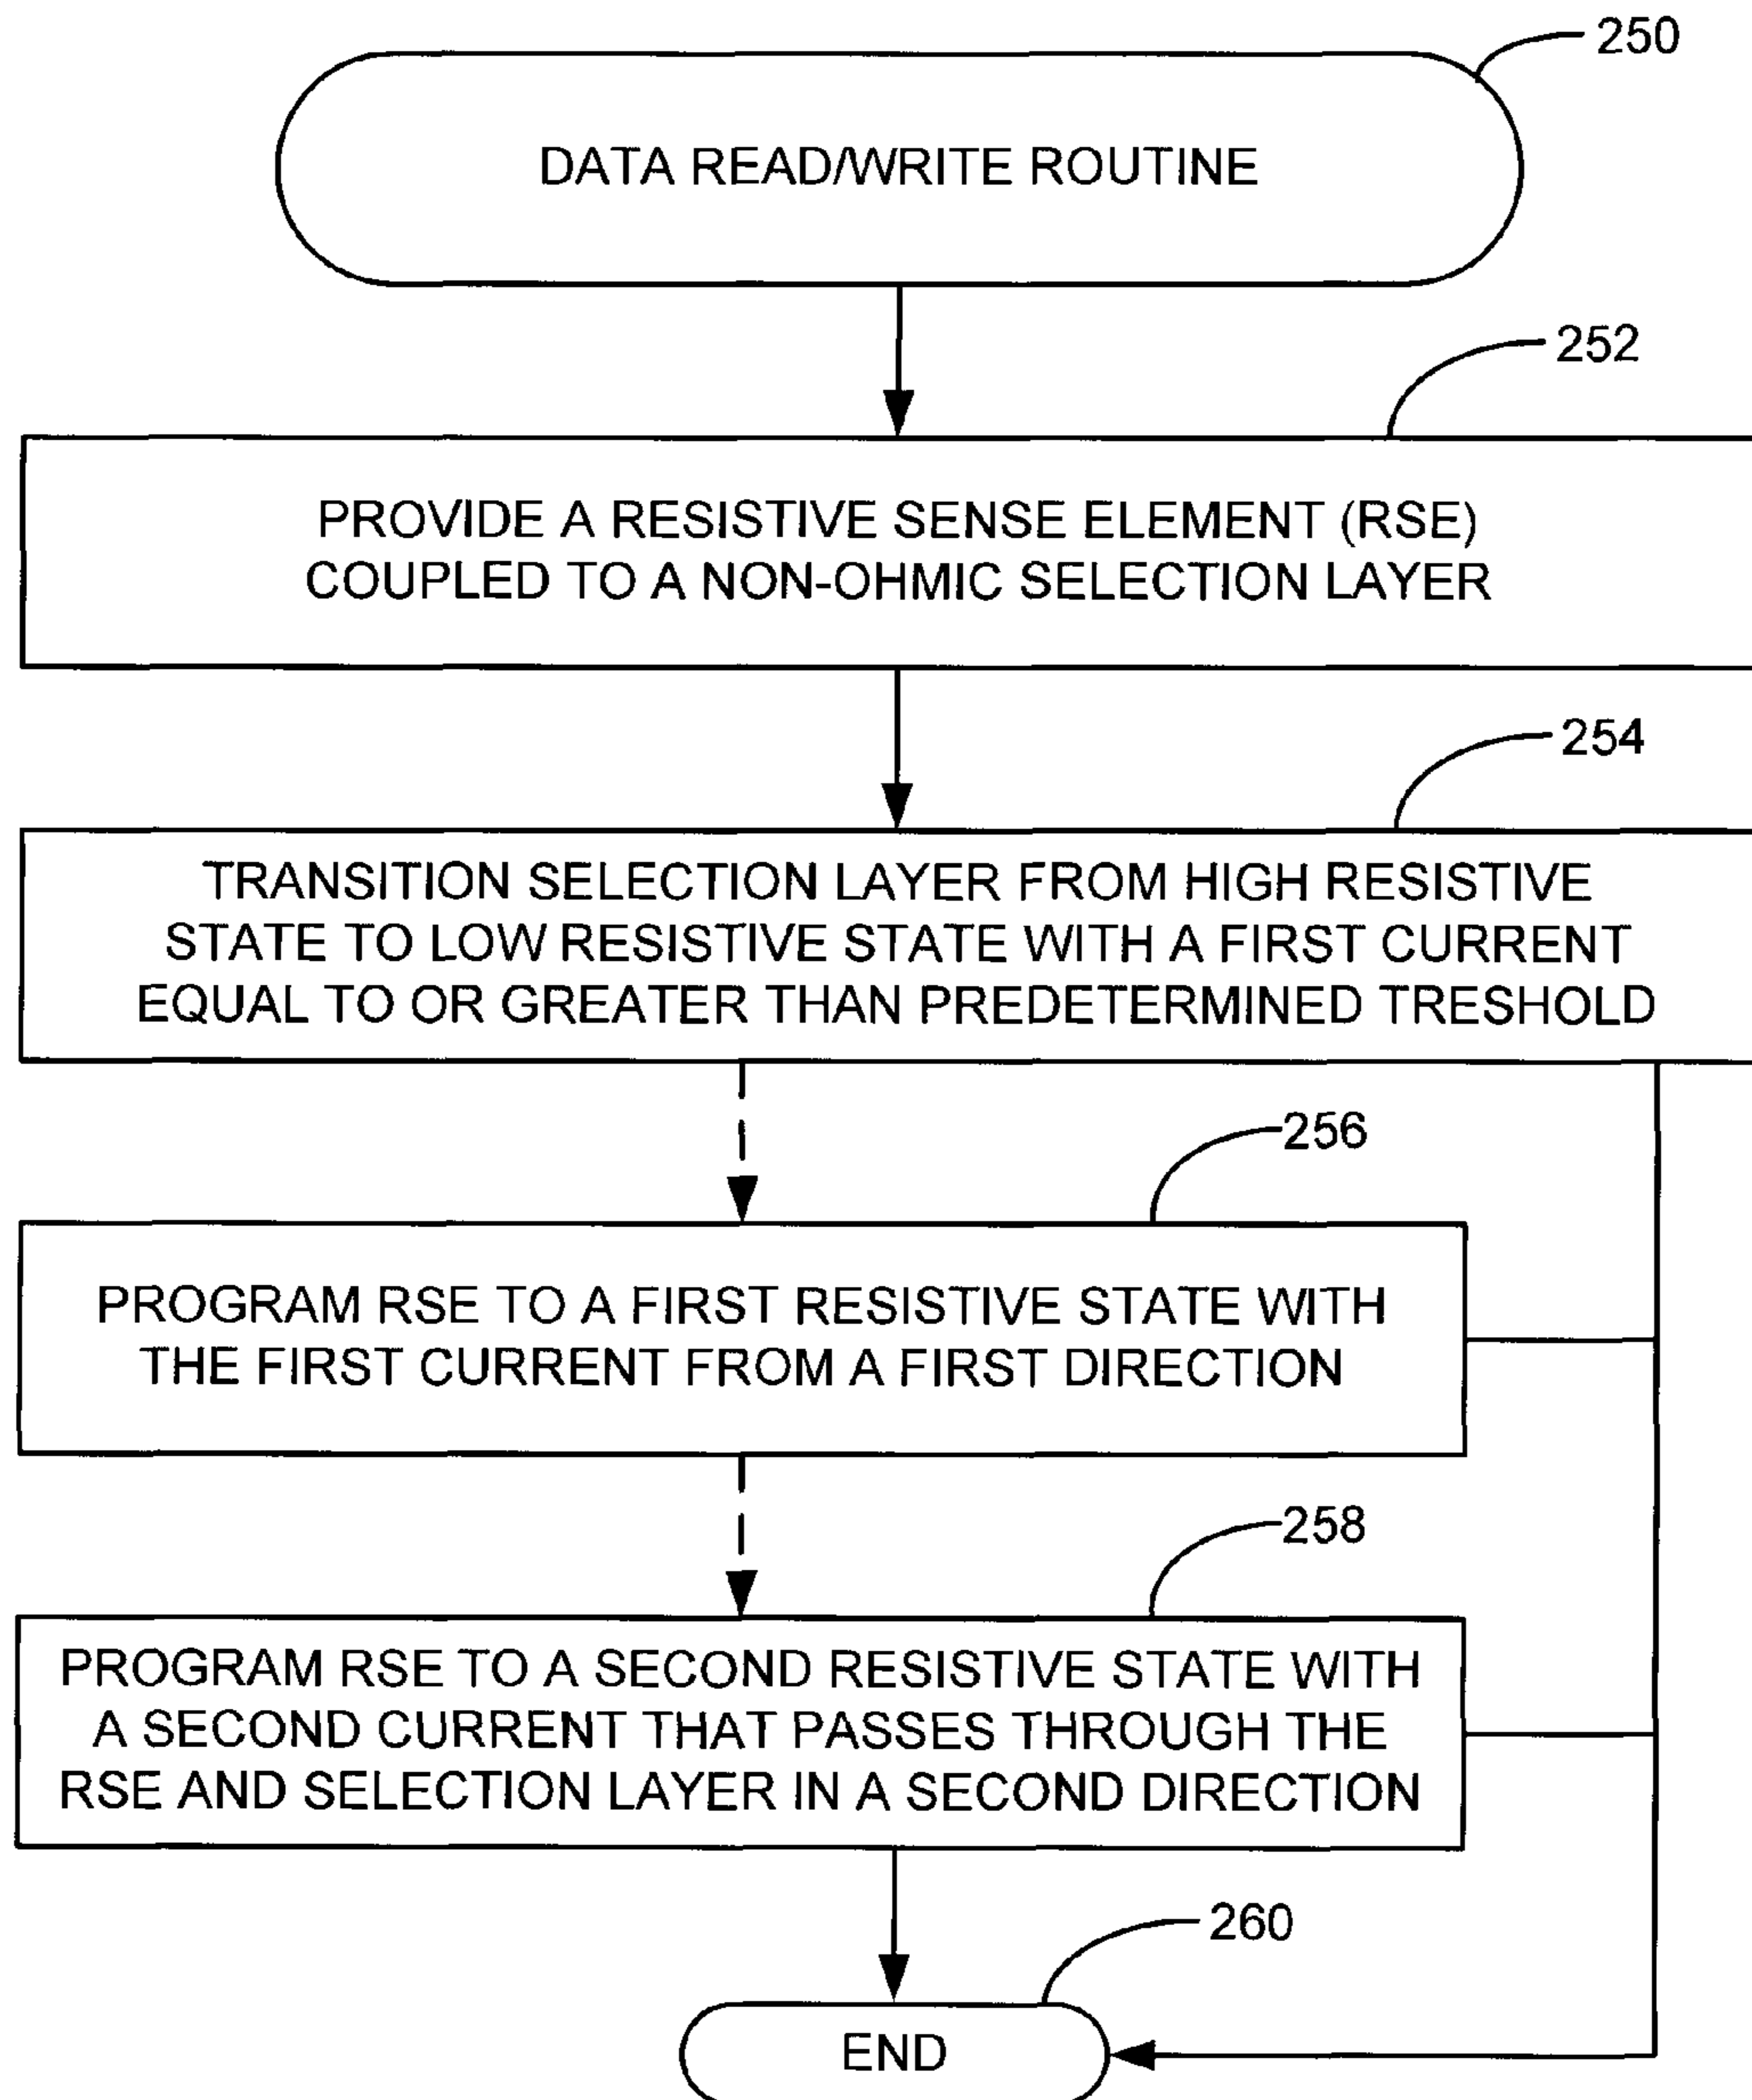 250
DATA READ/WRITE ROUTINE
252
PROVIDE A RESISTIVE SENSE ELEMENT (RSE)
COUPLED TO A NON-OHMIC SELECTION LAYER
254
TRANSITION SELECTION LAYER FROM HIGH RESISTIVE
STATE TO LOW RESISTIVE STATE WITH A FIRST CURRENT
EQUAL TO OR GREATER THAN PREDETERMINED TRESHOLD
256
PROGRAM RSE TO A FIRST RESISTIVE STATE WITH
THE FIRST CURRENT FROM A FIRST DIRECTION
258
PROGRAM RSE TO A SECOND RESISTIVE STATE WITH
A SECOND CURRENT THAT PASSES THROUGH THE
RSE AND SELECTION LAYER IN A SECOND DIRECTION
260
END